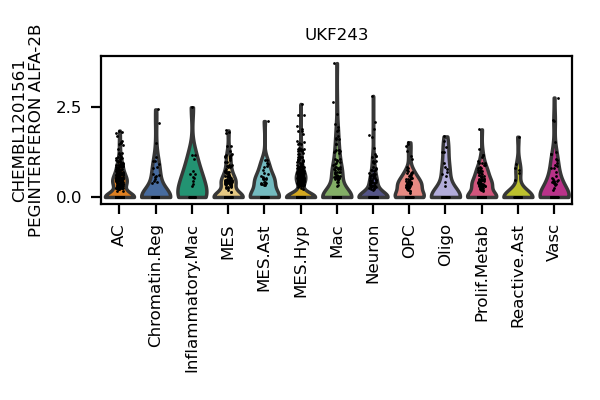 UKF243
CHEMBL1201561
PEGINTERFERON ALFA-2B
2.5
0.0
AC
Chromatin.Reg
Inflammatory.Mac
MES
MES.Ast
MES.Hyp
Mac
Neuron
OPC
Oligo
Prolif.Metab
Reactive.Ast
Vasc